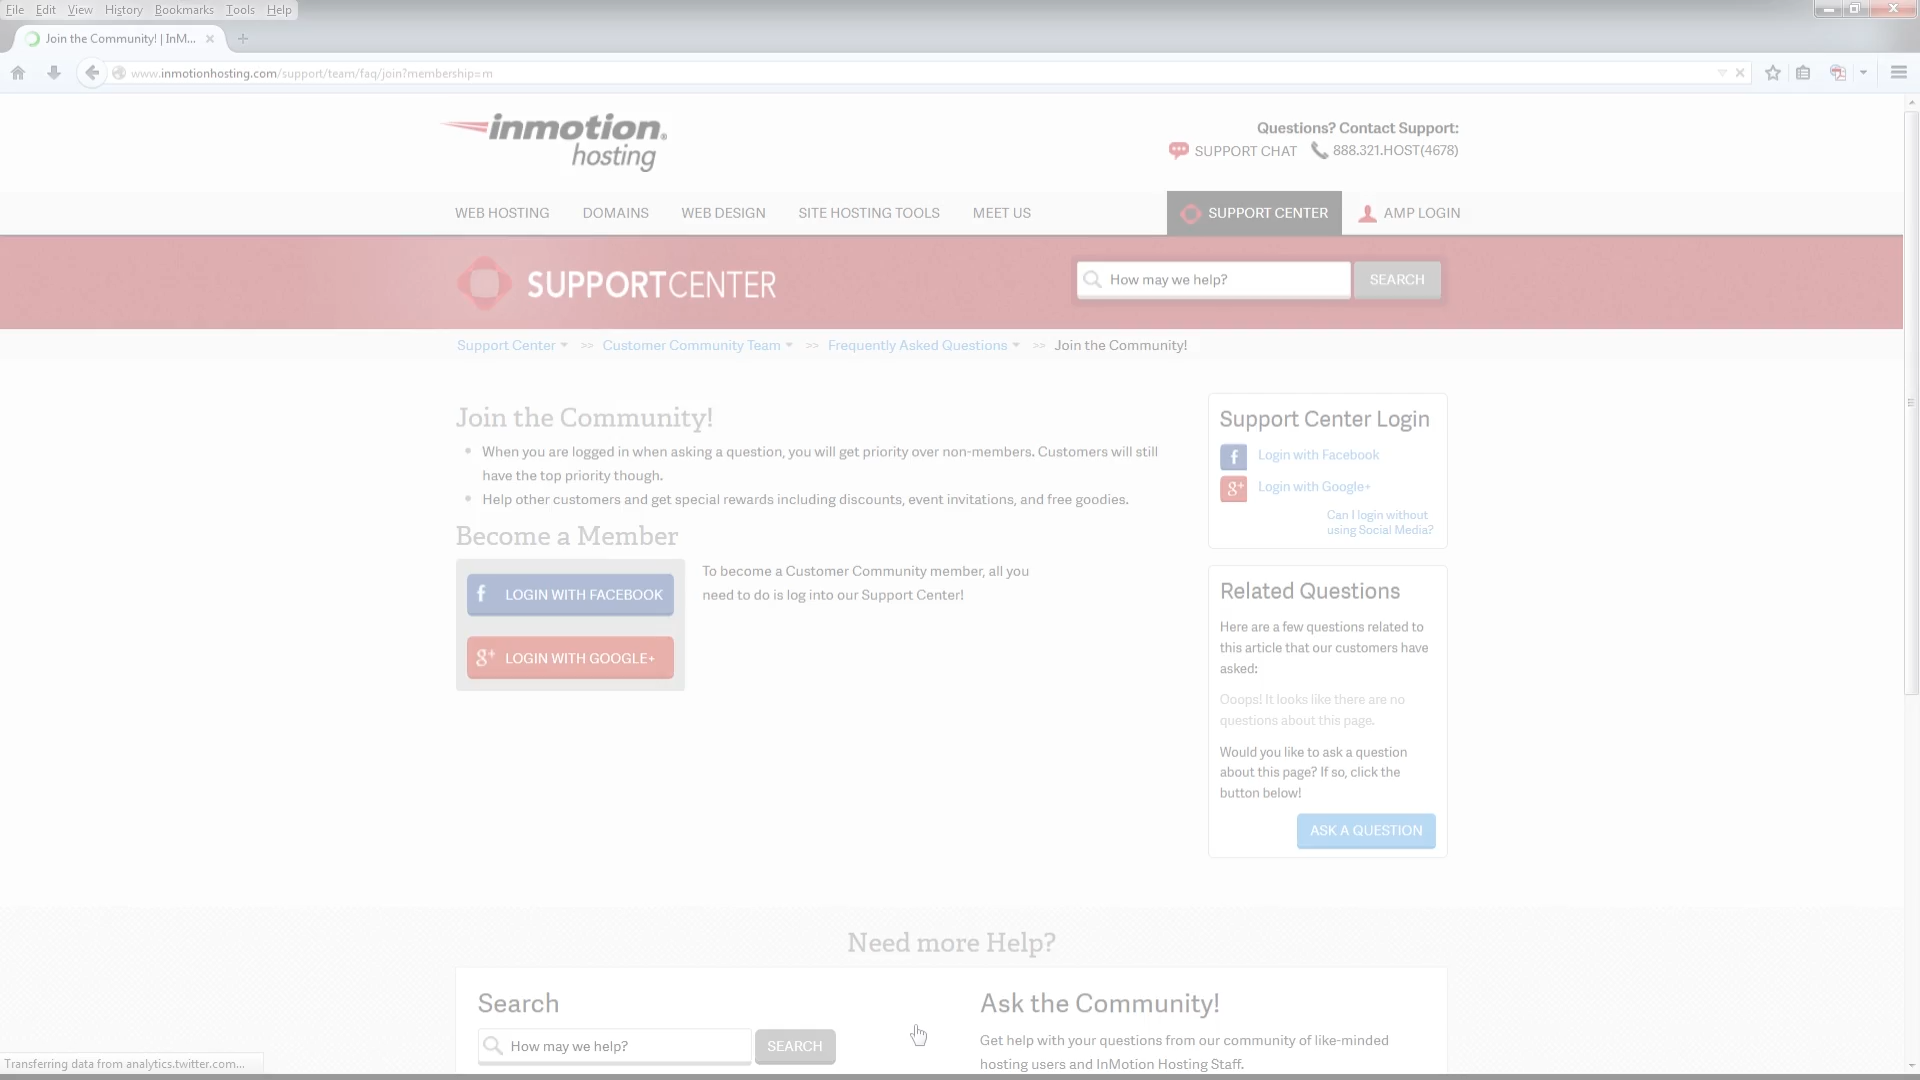 File Edit View History Bookmarks Tools Help
Join the Community! | InM...
www.inmotionhosting.com/support/team/faq/join?membership=m
inmotion
hosting
Questions? Contact Support:
SUPPORT CHAT 888.321.HOST(4678)
WEB HOSTING DOMAINS WEB DESIGN SITE HOSTING TOOLS MEET US SUPPORT CENTER AMP LOGIN
SUPPORTCENTER
How may we help? SEARCH
Support Center >> Customer Community Team >> Frequently Asked Questions >> Join the Community!
Join the Community!
• When you are logged in when asking a question, you will get priority over non-members. Customers will still
have the top priority though.
• Help other customers and get special rewards including discounts, event invitations, and free goodies.
Become a Member
f LOGIN WITH FACEBOOK
g+ LOGIN WITH GOOGLE+
To become a Customer Community member, all you
need to do is log into our Support Center!
Support Center Login
f Login with Facebook
g+ Login with Google+
Can I login without
using Social Media?
Related Questions
Here are a few questions related to
this article that our customers have
asked:
Ooops! It looks like there are no
questions about this page.
Would you like to ask a question
about this page? If so, click the
button below!
ASK A QUESTION
Need more Help?
Search
How may we help? SEARCH
Ask the Community!
Get help with your questions from our community of like-minded
hosting users and InMotion Hosting Staff.
Transferring data from analytics.twitter.com...